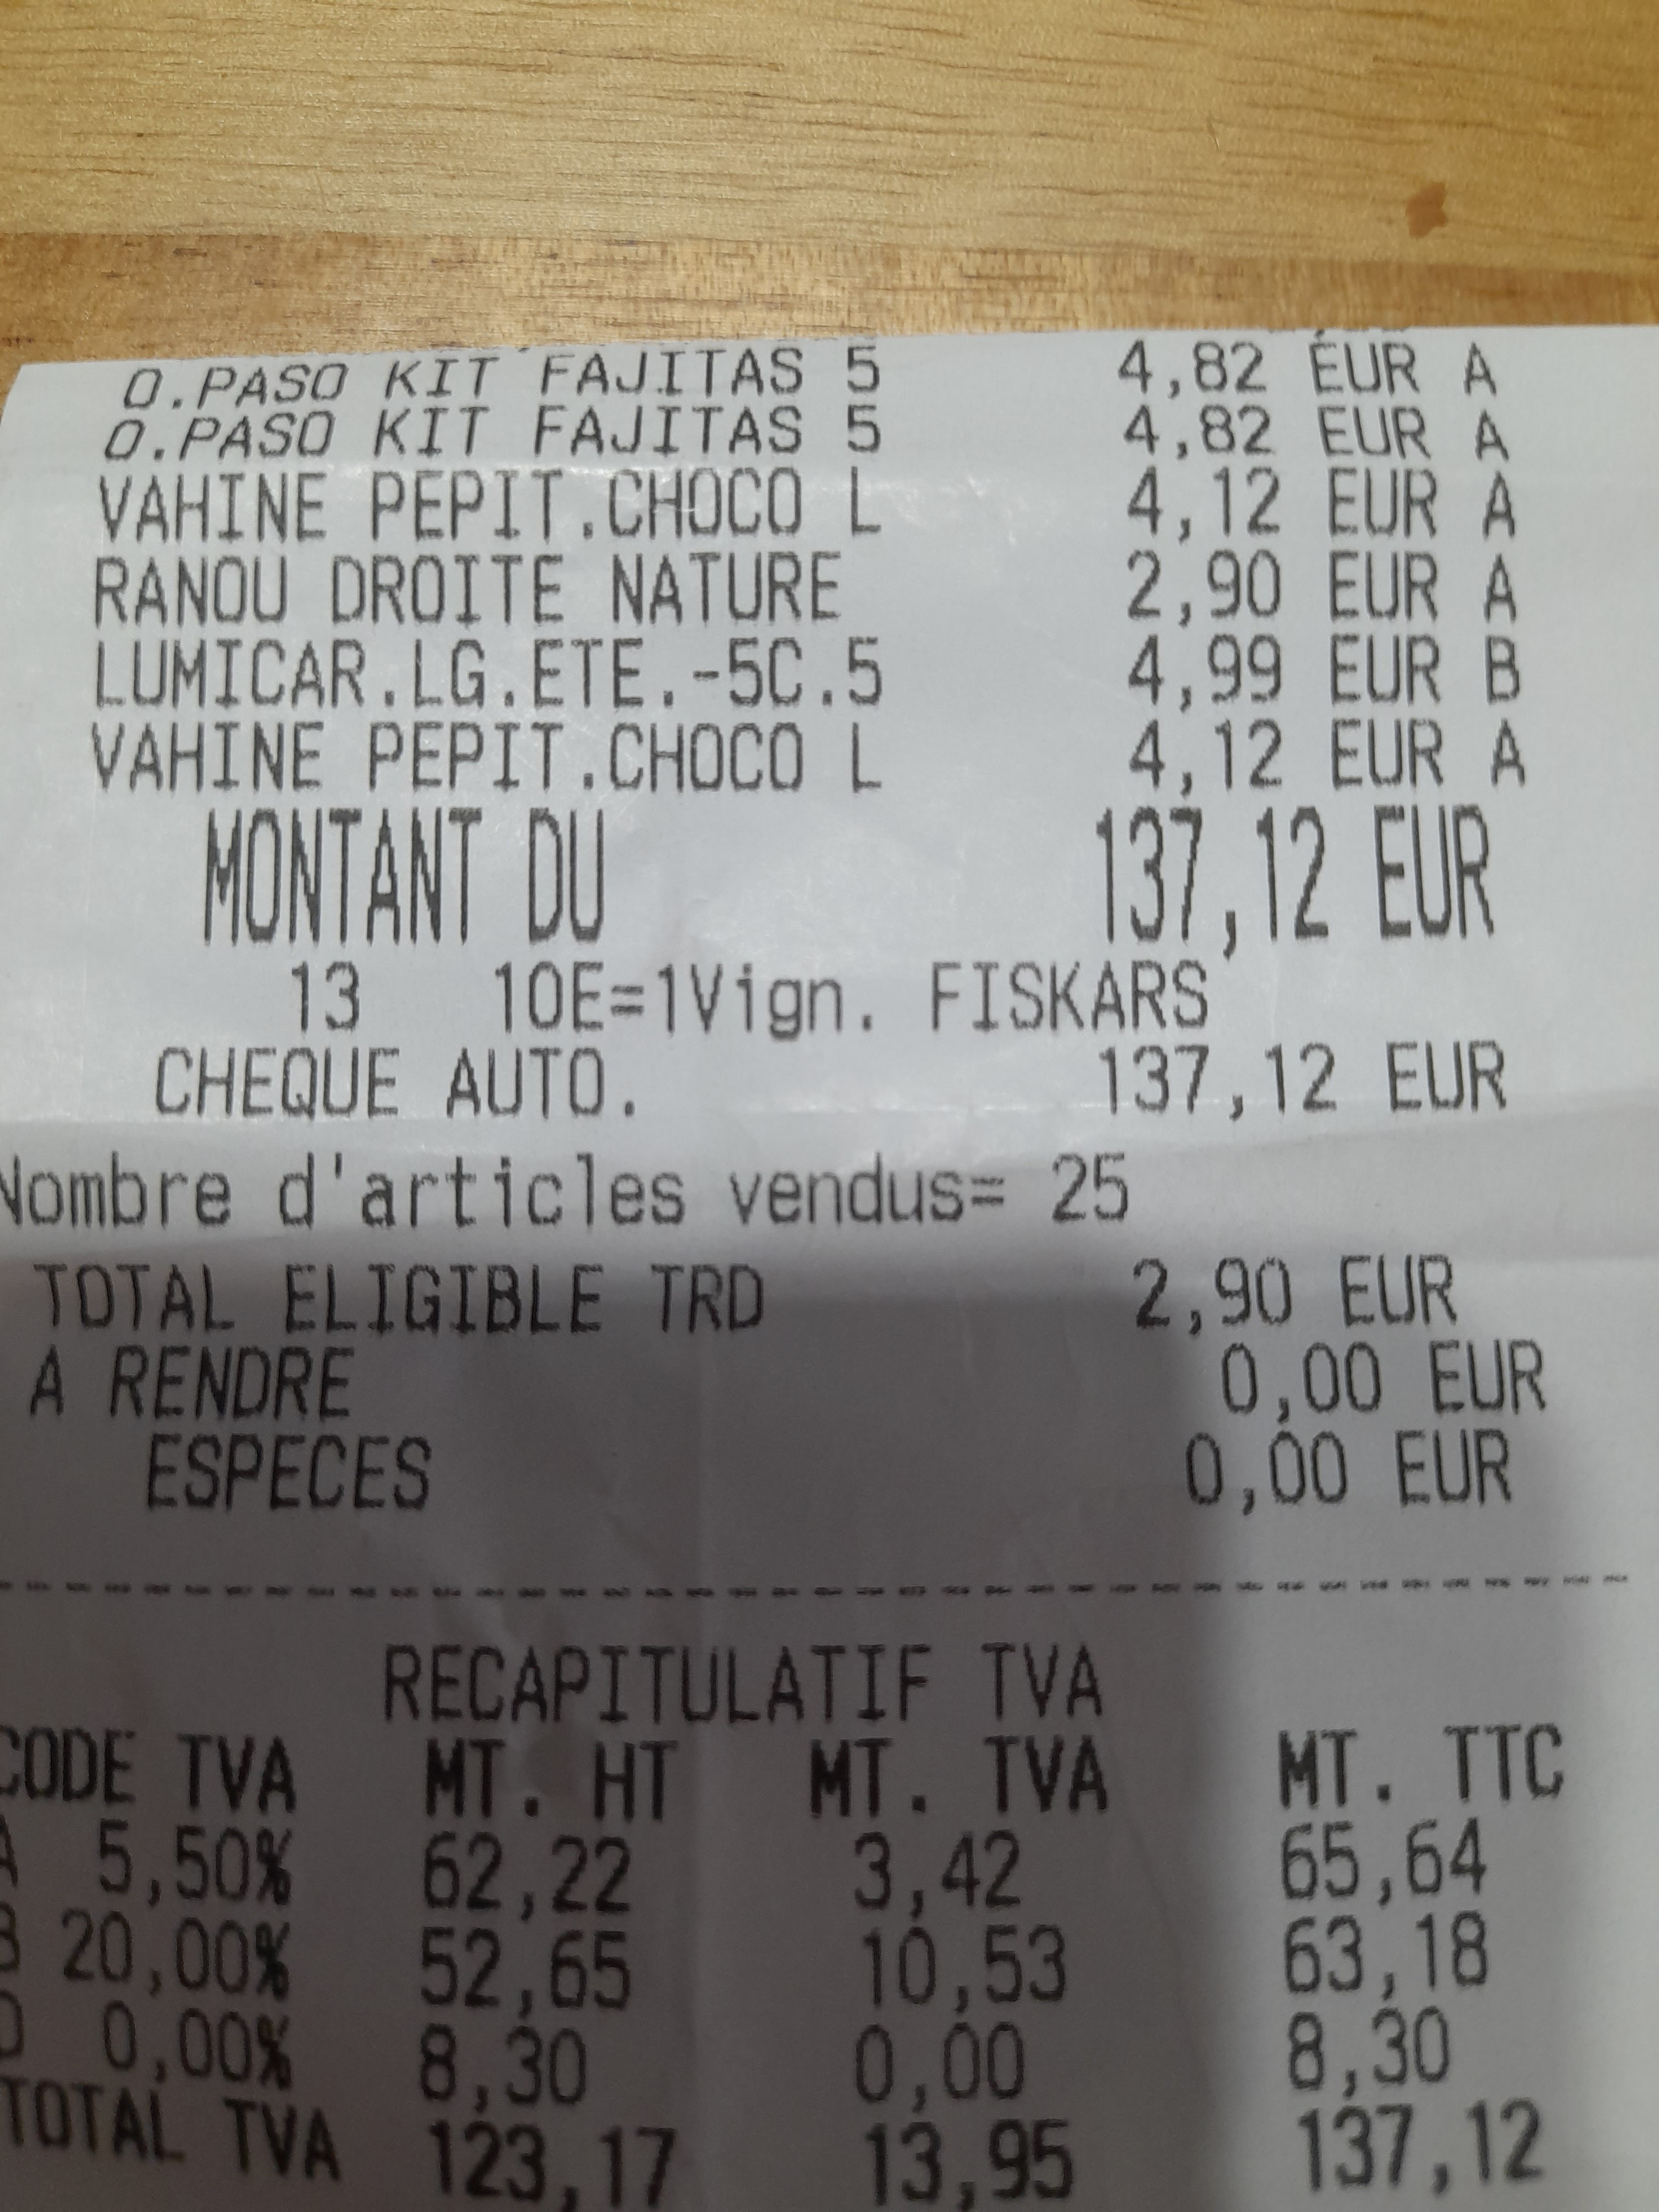 O.PASO KIT FAJITAS 5 4,82 EUR A
O.PASO KIT FAJITAS 5 4,82 EUR A
VAHINE PEPIT.CHOCO L 4,12 EUR A
RANOU DROITE NATURE 2,90 EUR A
LUMICAR.LG.ETE.-5C.5 4,99 EUR B
VAHINE PEPIT.CHOCO L 4,12 EUR A
MONTANT DU 137,12 EUR
13 10E=1Vign. FISKARS
CHEQUE AUTO. 137,12 EUR
Nombre d'articles vendus= 25
TOTAL ELIGIBLE TRD 2,90 EUR
A RENDRE 0,00 EUR
ESPECES 0,00 EUR
RECAPITULATIF TVA
CODE TVA MT. HT MT. TVA MT. TTC
A 5,50% 62,22 3,42 65,64
B 20,00% 52,65 10,53 63,18
D 0,00% 8,30 0,00 8,30
TOTAL TVA 123,17 13,95 137,12